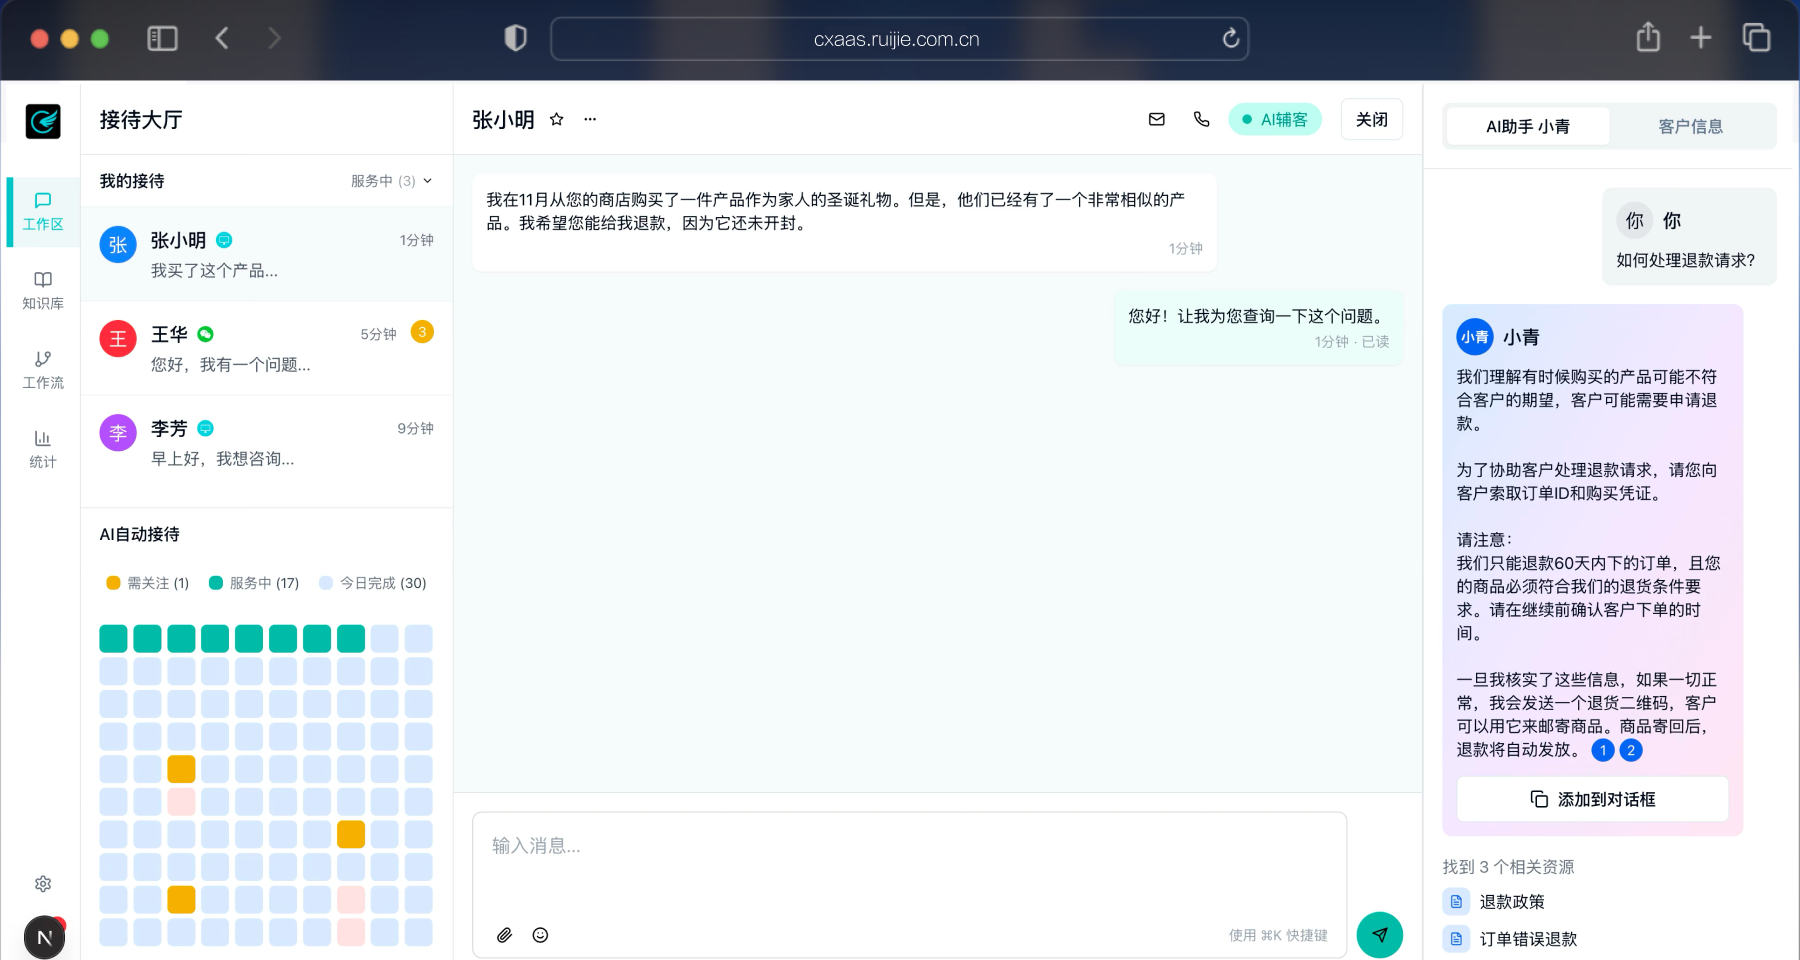 cxaas.ruijie.com.cn
工作区
知识库
工作流
统计
N
接待大厅
我的接待
服务中 (3)
张
张小明
1分钟
我买了这个产品...
王
王华
5分钟
3
您好，我有一个问题...
李
李芳
9分钟
早上好，我想咨询...
AI自动接待
需关注 (1)
服务中 (17)
今日完成 (30)
张小明
AI辅客
关闭
我在11月从您的商店购买了一件产品作为家人的圣诞礼物。但是，他们已经有了一个非常相似的产
品。我希望您能给我退款，因为它还未开封。
1分钟
您好！让我为您查询一下这个问题。
1分钟 · 已读
输入消息...
使用 ⌘K 快捷键
AI助手 小青
客户信息
你
你
如何处理退款请求？
小青
小青
我们理解有时候购买的产品可能不符
合客户的期望，客户可能需要申请退
款。
为了协助客户处理退款请求，请您向
客户索取订单ID和购买凭证。
请注意：
我们只能退款60天内下的订单，且您
的商品必须符合我们的退货条件要
求。请在继续前确认客户下单的时
间。
一旦我核实了这些信息，如果一切正
常，我会发送一个退货二维码，客户
可以用它来邮寄商品。商品寄回后，
退款将自动发放。 1 2
添加到对话框
找到 3 个相关资源
退款政策
订单错误退款